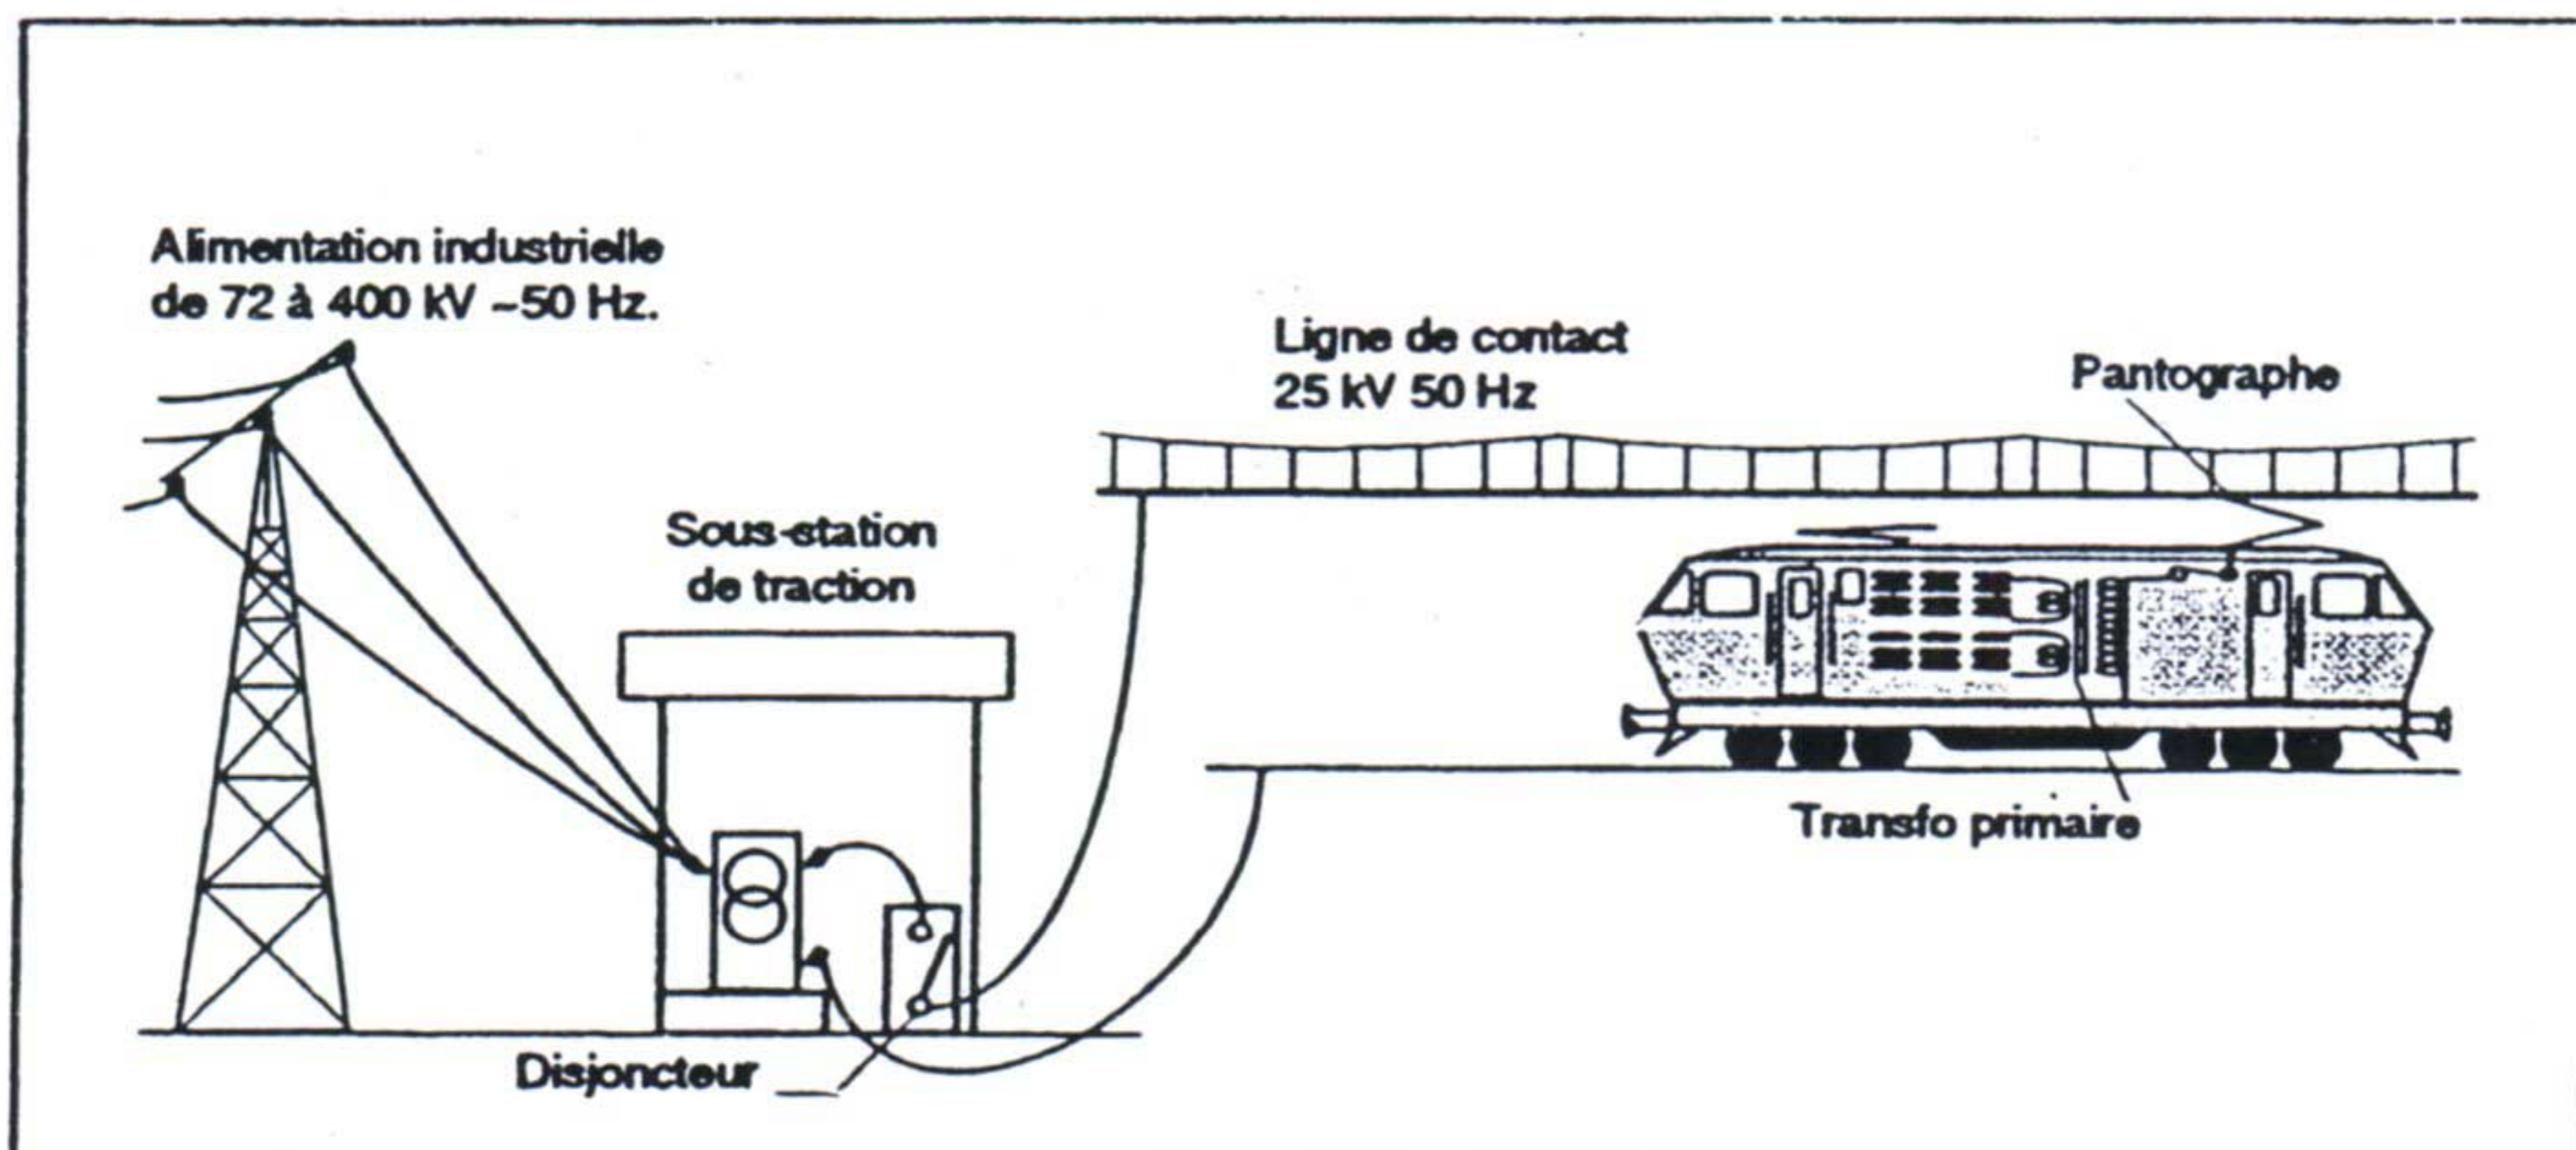 Alimentation industrielle
de 72 à 400 kV ~50 Hz.
Ligne de contact
25 kV 50 Hz
Pantographe
Sous-station
de traction
Transfo primaire
Disjoncteur